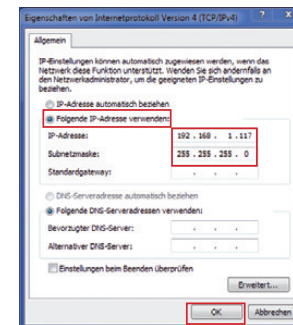 Eigenschaften von Internetprotokoll Version 4 (TCP/IPv4)
Allgemein
IP-Einstellungen können automatisch zugewiesen werden, wenn das
Netzwerk diese Funktion unterstützt. Wenden Sie sich andernfalls an
den Netzwerkadministrator, um die geeigneten IP-Einstellungen zu
beziehen.
IP-Adresse automatisch beziehen
Folgende IP-Adresse verwenden:
IP-Adresse: 192 . 168 . 1 .117
Subnetzmaske: 255 . 255 . 255 . 0
Standardgateway: . . .
DNS-Serveradresse automatisch beziehen
Folgende DNS-Serveradressen verwenden:
Bevorzugter DNS-Server: . . .
Alternativer DNS-Server: . . .
Einstellungen beim Beenden überprüfen
Erweitert...
OK Abbrechen